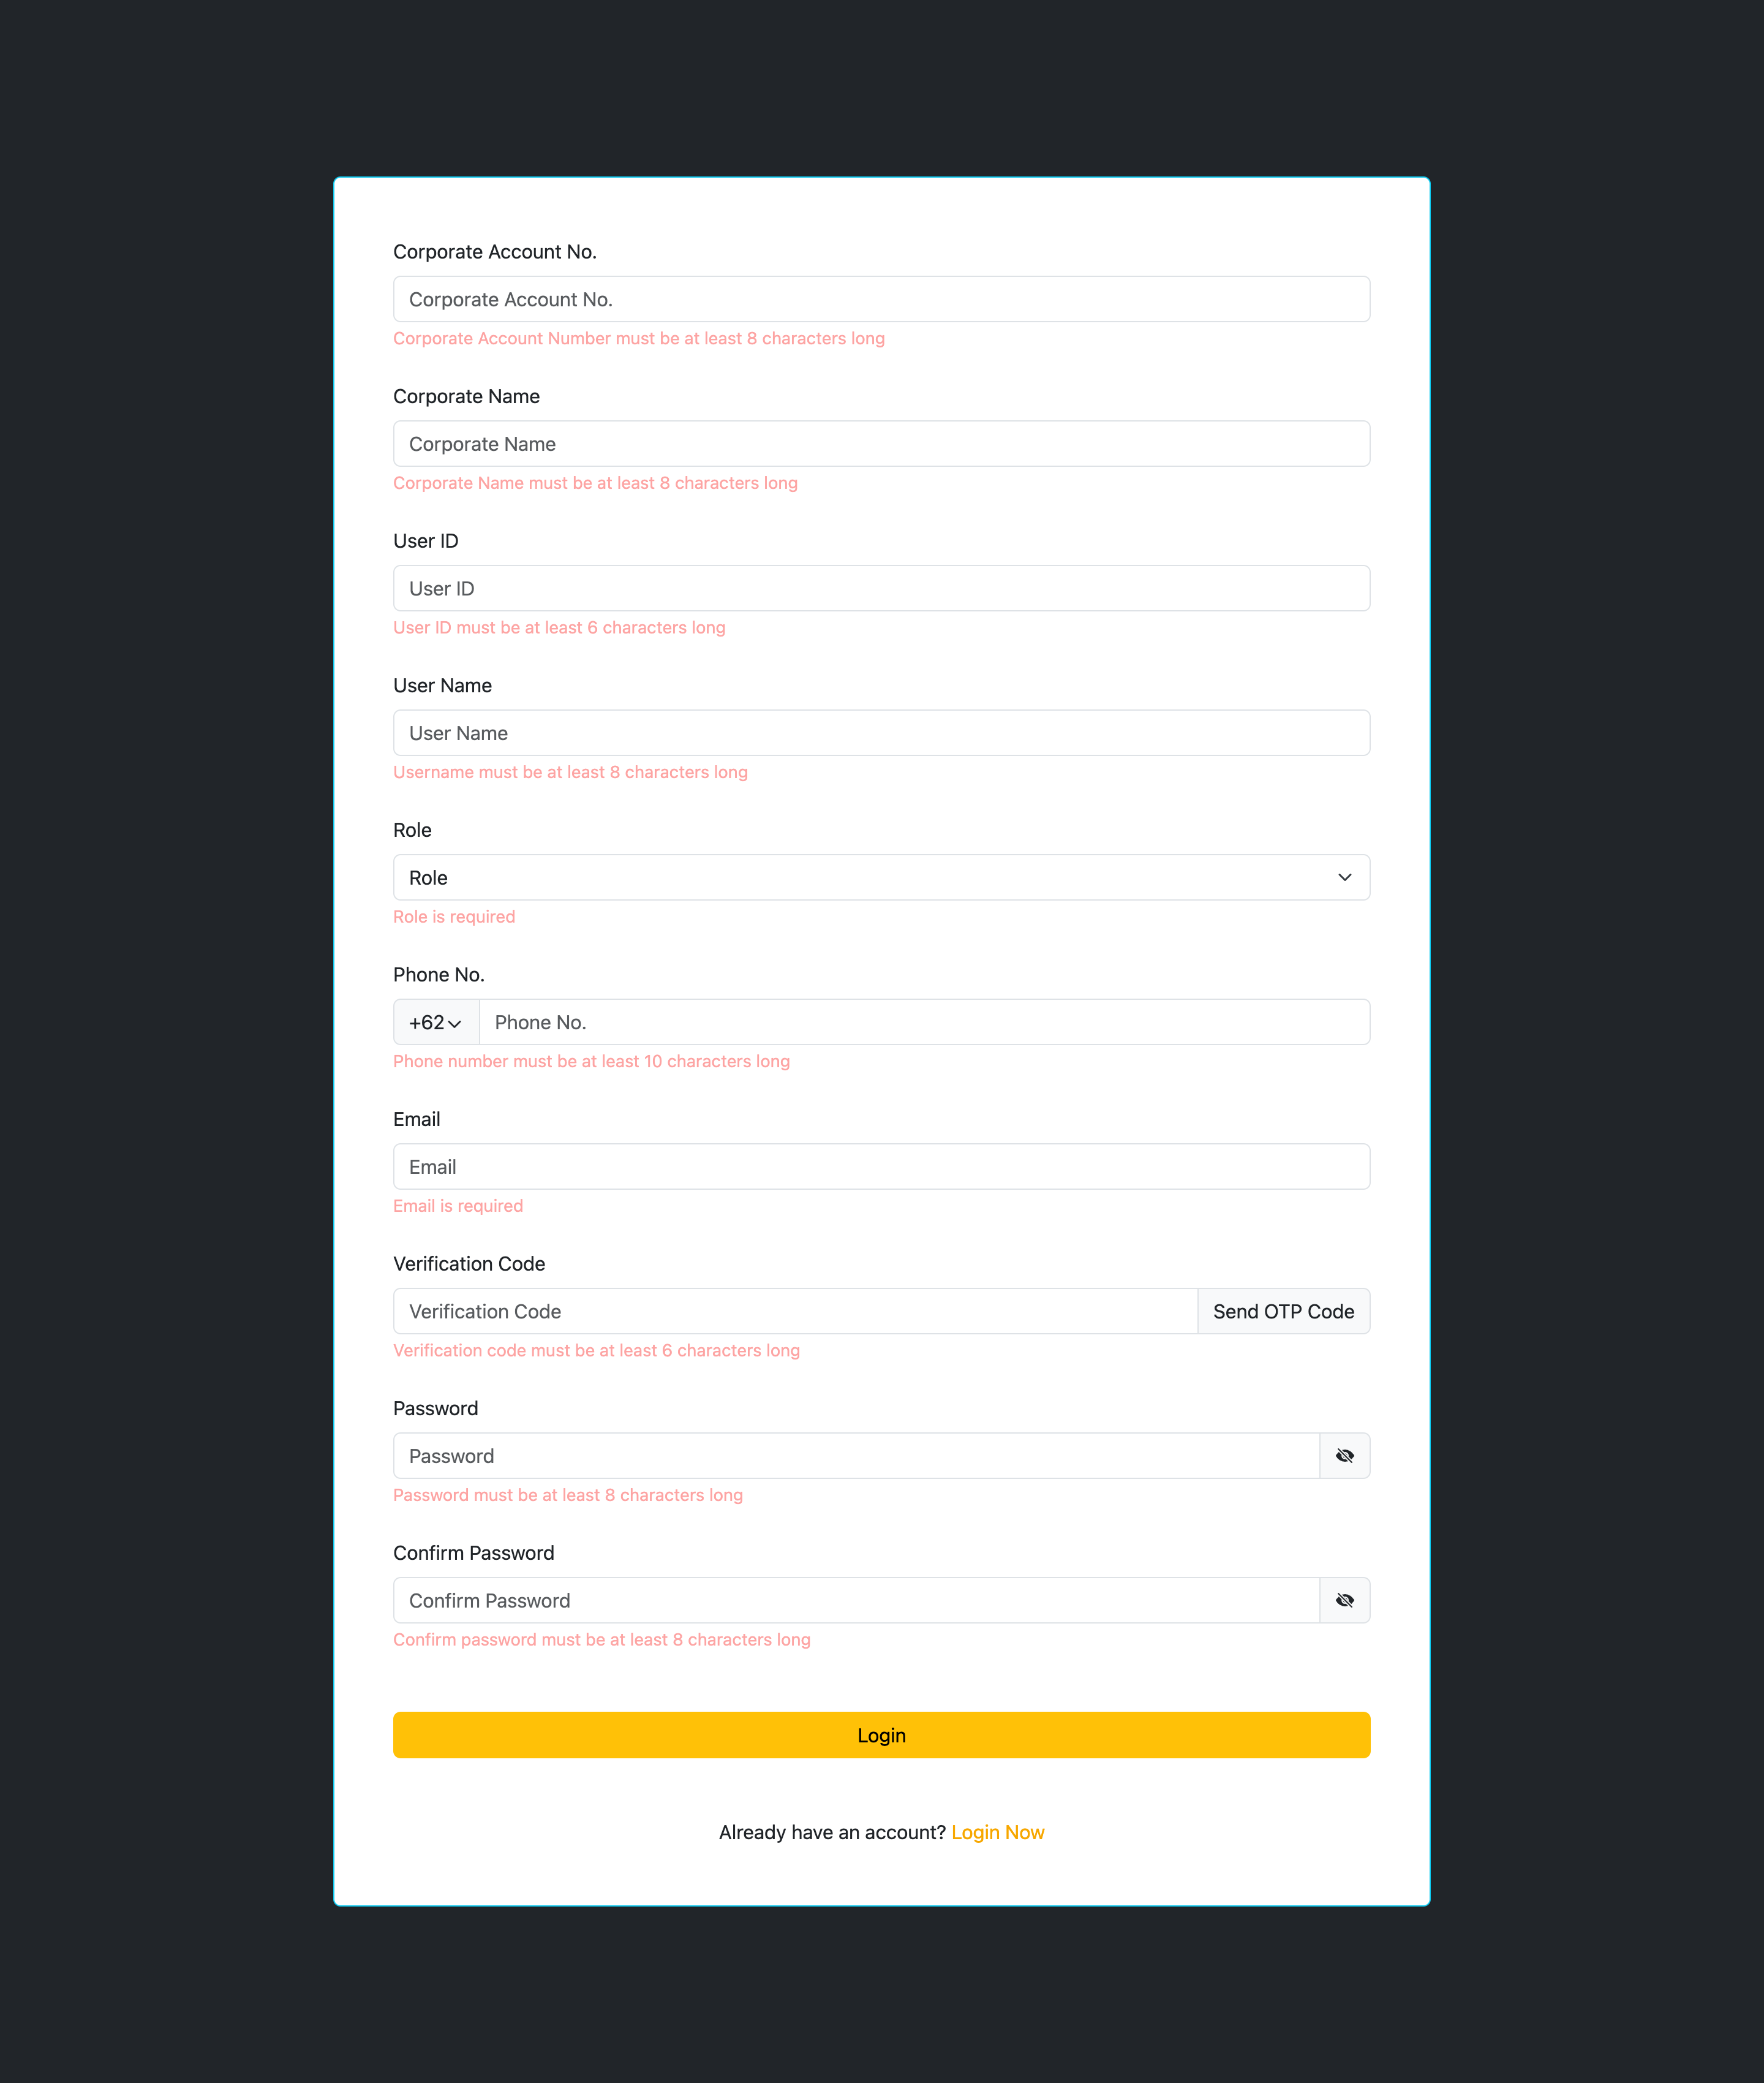 Corporate Account No.
Corporate Account No.
Corporate Account Number must be at least 8 characters long
Corporate Name
Corporate Name
Corporate Name must be at least 8 characters long
User ID
User ID
User ID must be at least 6 characters long
User Name
User Name
Username must be at least 8 characters long
Role
Role
Role is required
Phone No.
+62 Phone No.
Phone number must be at least 10 characters long
Email
Email
Email is required
Verification Code
Verification Code Send OTP Code
Verification code must be at least 6 characters long
Password
Password
Password must be at least 8 characters long
Confirm Password
Confirm Password
Confirm password must be at least 8 characters long
Login
Already have an account? Login Now